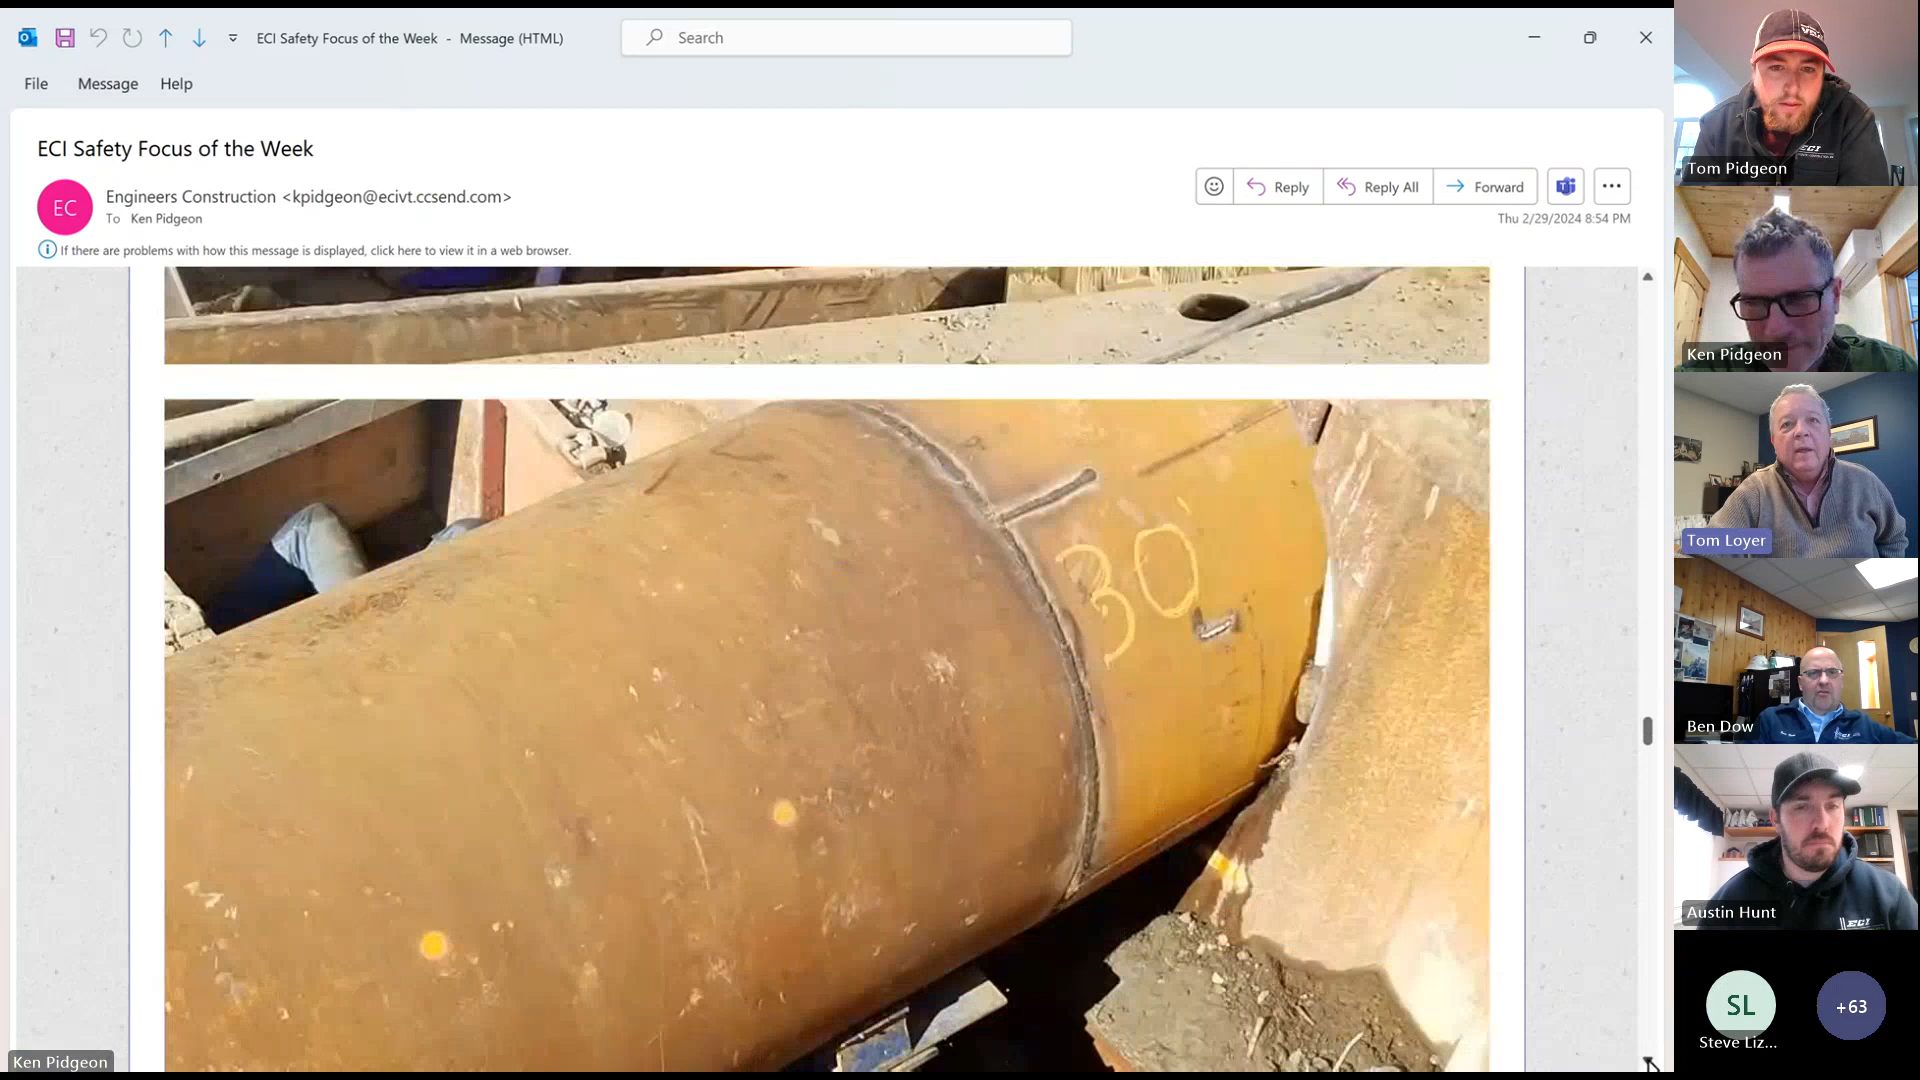 ECI Safety Focus of the Week - Message (HTML)
Search
File Message Help
ECI Safety Focus of the Week
EC
Engineers Construction <kpidgeon@ecivt.ccsend.com>
To Ken Pidgeon
Reply Reply All Forward
Thu 2/29/2024 8:54 PM
If there are problems with how this message is displayed, click here to view it in a web browser.
30'
Ken Pidgeon
Tom Pidgeon
ECI
Ken Pidgeon
Tom Loyer
Ben Dow
Austin Hunt
ECI
SL
Steve Liz...
+63